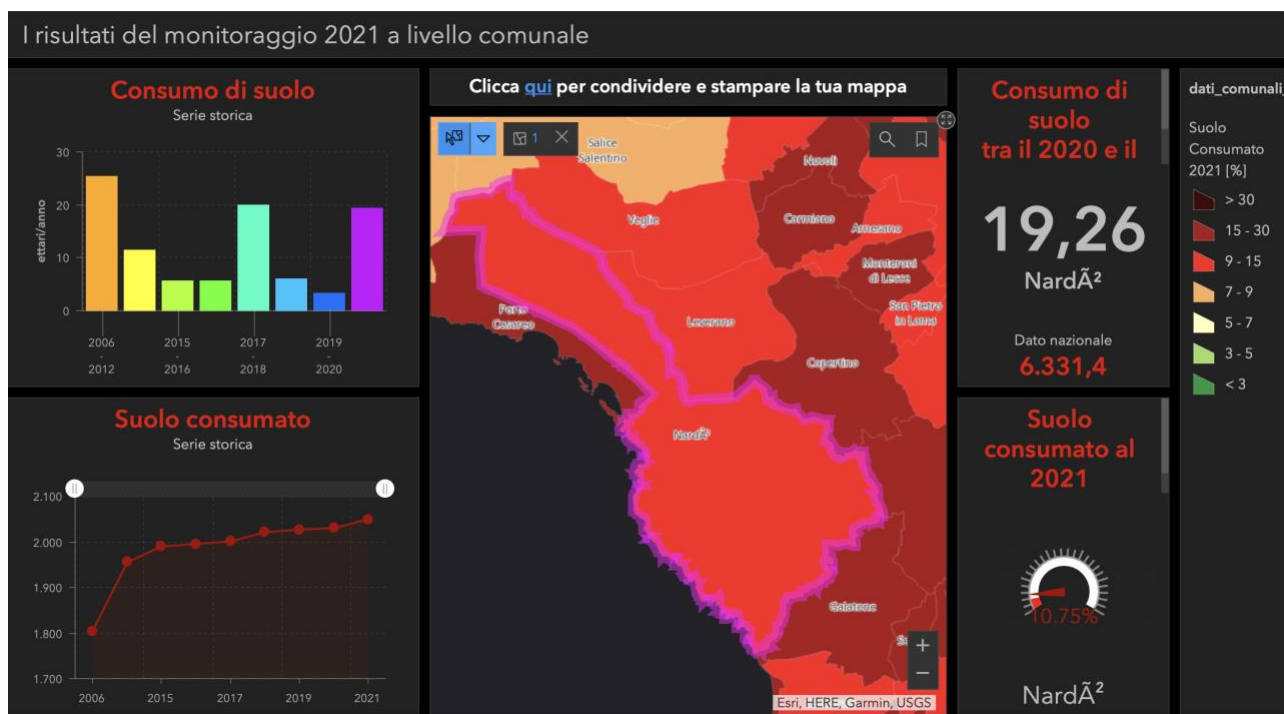 I risultati del monitoraggio 2021 a livello comunale
Consumo di suolo
Serie storica
30
20
10
0
ettari/anno
2006
-
2012
2015
-
2016
2017
-
2018
2019
-
2020
Suolo consumato
Serie storica
2.100
2.000
1.900
1.800
1.700
2006
2015
2017
2019
2021
Clicca qui per condividere e stampare la tua mappa
1
Salice
Salentino
Novoli
Veglie
Carmiano
Arnesano
Monteroni
di Lecce
Porto
Cesareo
Leverano
San Pietro
in Lama
Copertino
NardÃ²
Galatone
Esri, HERE, Garmin, USGS
Consumo di
suolo
tra il 2020 e il
19,26
NardÃ²
Dato nazionale
6.331,4
Suolo
consumato al
2021
10.75%
NardÃ²
dati_comunali_
Suolo
Consumato
2021 [%]
> 30
15 - 30
9 - 15
7 - 9
5 - 7
3 - 5
< 3